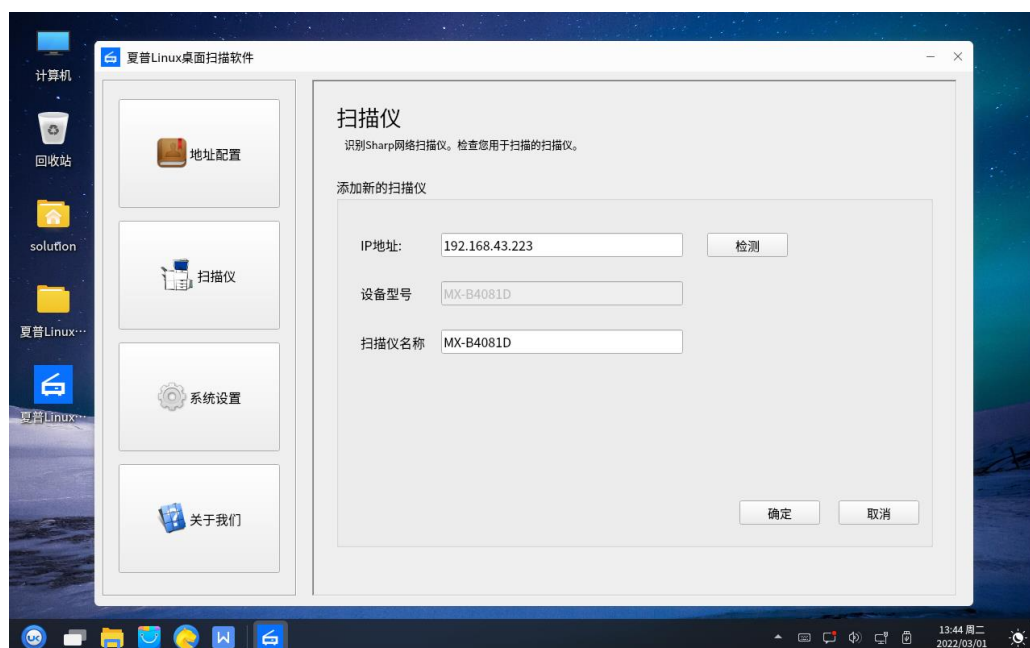 计算机
回收站
solution
夏普Linux…
夏普Linux…
夏普Linux桌面扫描软件
地址配置
扫描仪
系统设置
关于我们
扫描仪
识别Sharp网络扫描仪。检查您用于扫描的扫描仪。
添加新的扫描仪
IP地址: 192.168.43.223 检测
设备型号 MX-B4081D
扫描仪名称 MX-B4081D
确定 取消
13:44 周二
2022/03/01